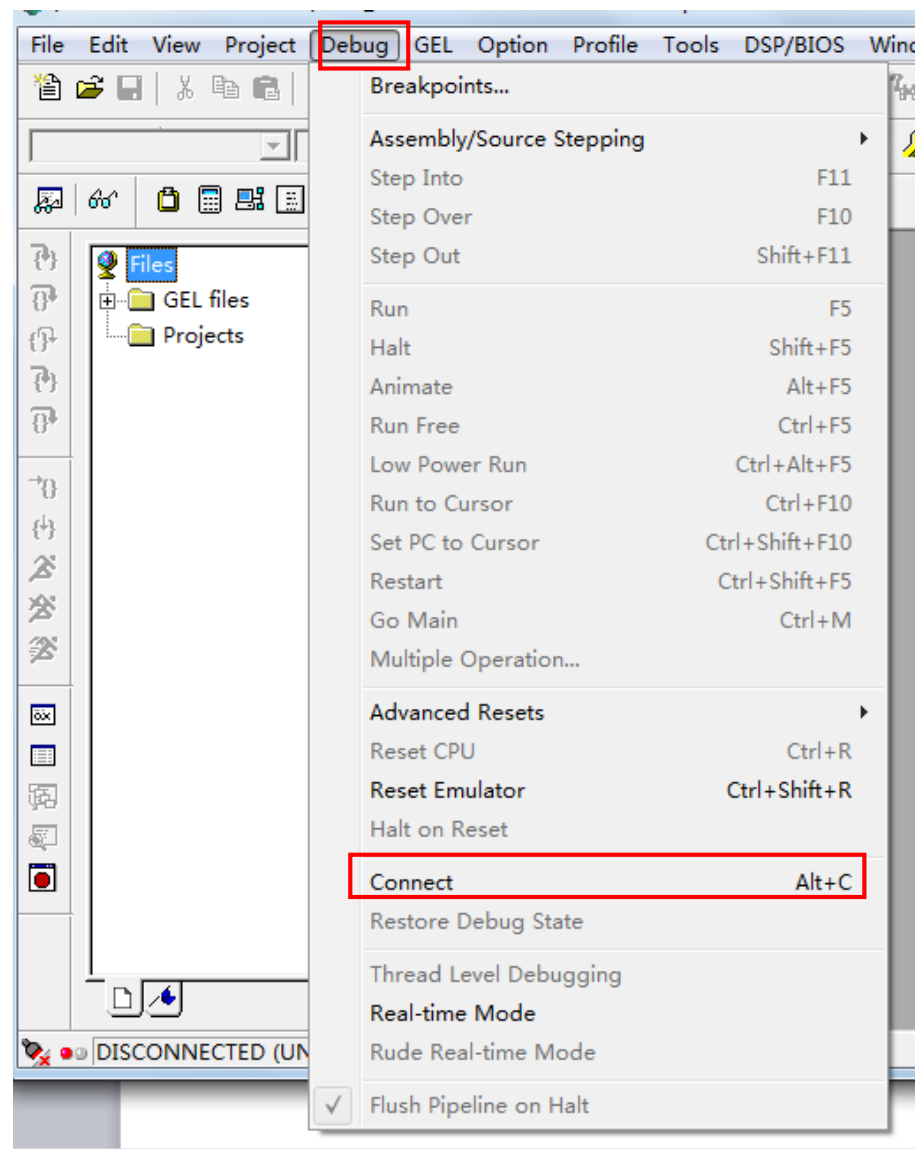 File Edit View Project Debug GEL Option Profile Tools DSP/BIOS
Breakpoints...
Assembly/Source Stepping
Step Into F11
Step Over F10
Step Out Shift+F11
Files
GEL files
Projects
Run F5
Halt Shift+F5
Animate Alt+F5
Run Free Ctrl+F5
Low Power Run Ctrl+Alt+F5
Run to Cursor Ctrl+F10
Set PC to Cursor Ctrl+Shift+F10
Restart Ctrl+Shift+F5
Go Main Ctrl+M
Multiple Operation...
Advanced Resets
Reset CPU Ctrl+R
Reset Emulator Ctrl+Shift+R
Halt on Reset
Connect Alt+C
Restore Debug State
Thread Level Debugging
Real-time Mode
Rude Real-time Mode
Flush Pipeline on Halt
DISCONNECTED (UN